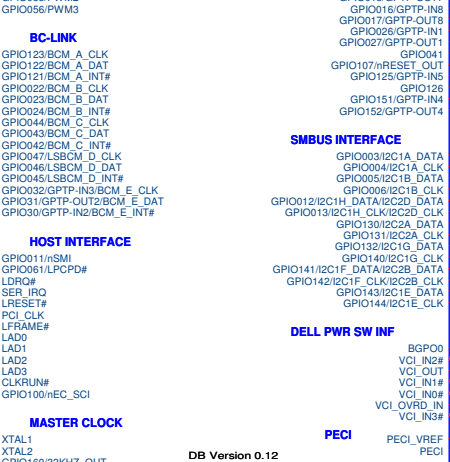 GPIO056/PWM3
BC-LINK
GPIO123/BCM_A_CLK
GPIO122/BCM_A_DAT
GPIO121/BCM_A_INT#
GPIO022/BCM_B_CLK
GPIO023/BCM_B_DAT
GPIO024/BCM_B_INT#
GPIO044/BCM_C_CLK
GPIO043/BCM_C_DAT
GPIO042/BCM_C_INT#
GPIO047/LSBCM_D_CLK
GPIO046/LSBCM_D_DAT
GPIO045/LSBCM_D_INT#
GPIO032/GPTP-IN3/BCM_E_CLK
GPIO31/GPTP-OUT2/BCM_E_DAT
GPIO30/GPTP-IN2/BCM_E_INT#
HOST INTERFACE
GPIO011/nSMI
GPIO061/LPCPD#
LDRQ#
SER_IRQ
LRESET#
PCI_CLK
LFRAME#
LAD0
LAD1
LAD2
LAD3
CLKRUN#
GPIO100/nEC_SCI
MASTER CLOCK
XTAL1
XTAL2
GPIO160/32KHZ_OUT
GPIO016/GPTP-IN8
GPIO017/GPTP-OUT8
GPIO026/GPTP-IN1
GPIO027/GPTP-OUT1
GPIO041
GPIO107/nRESET_OUT
GPIO125/GPTP-IN5
GPIO126
GPIO151/GPTP-IN4
GPIO152/GPTP-OUT4
SMBUS INTERFACE
GPIO003/I2C1A_DATA
GPIO004/I2C1A_CLK
GPIO005/I2C1B_DATA
GPIO006/I2C1B_CLK
GPIO012/I2C1H_DATA/I2C2D_DATA
GPIO013/I2C1H_CLK/I2C2D_CLK
GPIO130/I2C2A_DATA
GPIO131/I2C2A_CLK
GPIO132/I2C1G_DATA
GPIO140/I2C1G_CLK
GPIO141/I2C1F_DATA/I2C2B_DATA
GPIO142/I2C1F_CLK/I2C2B_CLK
GPIO143/I2C1E_DATA
GPIO144/I2C1E_CLK
DELL PWR SW INF
BGPO0
VCI_IN2#
VCI_OUT
VCI_IN1#
VCI_IN0#
VCI_OVRD_IN
VCI_IN3#
PECI
PECI_VREF
PECI
DB Version 0.12